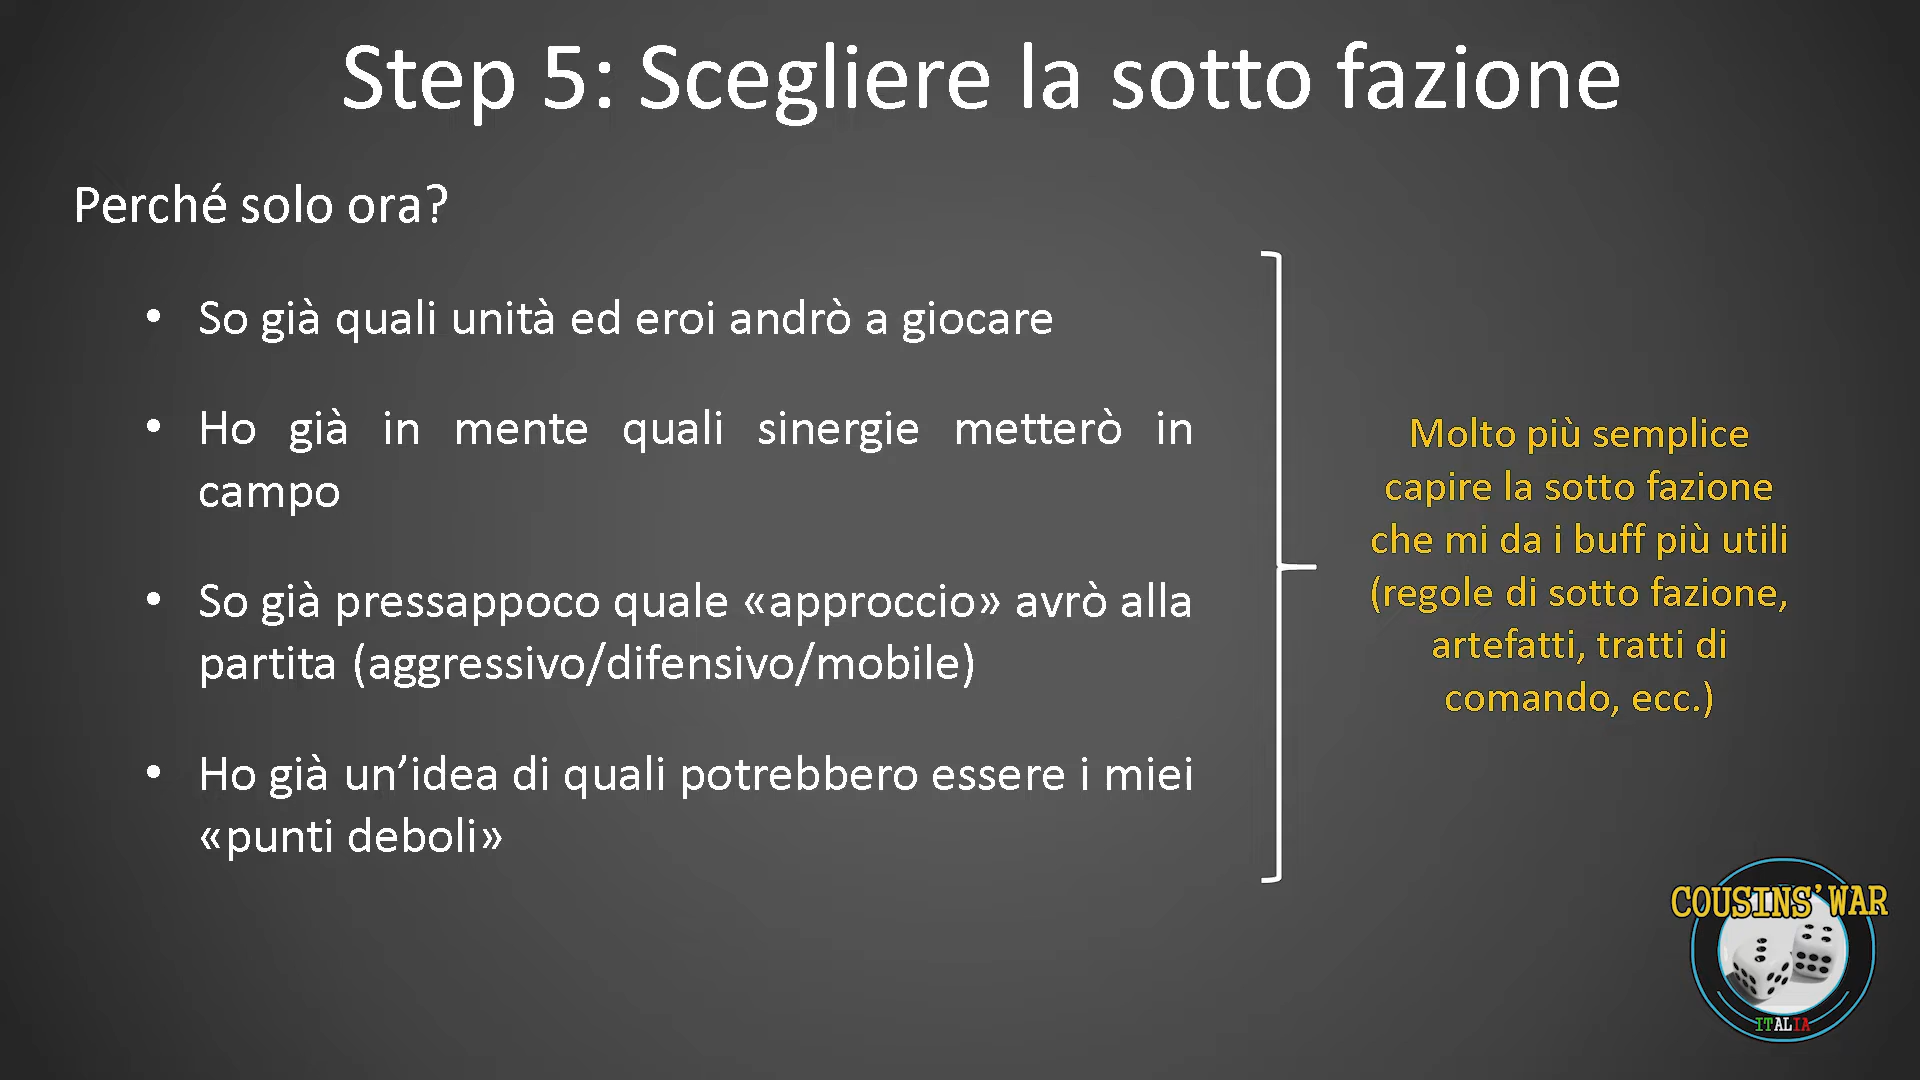 Step 5: Scegliere la sotto fazione
Perché solo ora?
• So già quali unità ed eroi andrò a giocare
• Ho già in mente quali sinergie metterò in
campo
• So già pressappoco quale «approccio» avrò alla
partita (aggressivo/difensivo/mobile)
• Ho già un’idea di quali potrebbero essere i miei
«punti deboli»
Molto più semplice
capire la sotto fazione
che mi da i buff più utili
(regole di sotto fazione,
artefatti, tratti di
comando, ecc.)
COUSINS’WAR
ITALIA